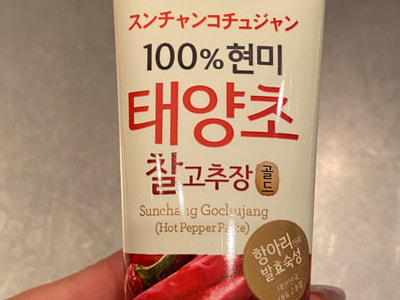 スンチャンコチュジャン
100%현미
태양초
찰고추장 골드
Sunchang Gochujang
(Hot Pepper Paste)
항아리
발효숙성